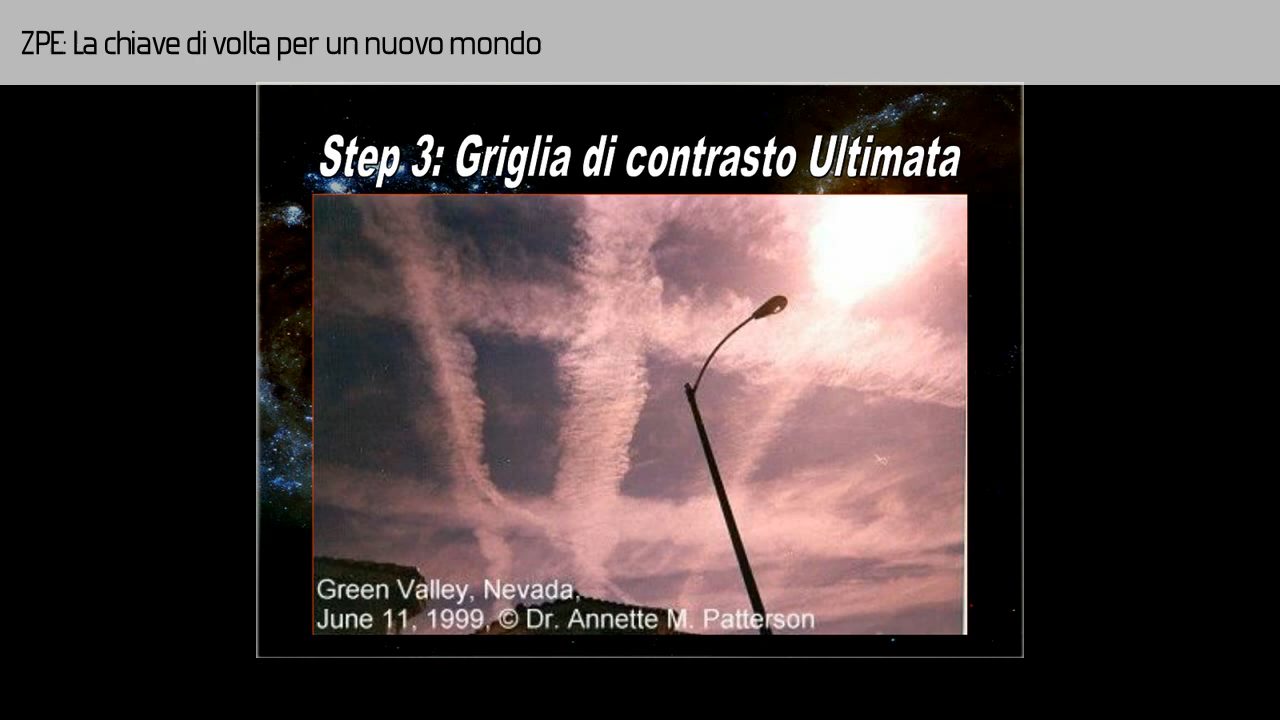 ZPE: La chiave di volta per un nuovo mondo
Step 3: Griglia di contrasto Ultimata
Green Valley, Nevada,
June 11, 1999, © Dr. Annette M. Patterson